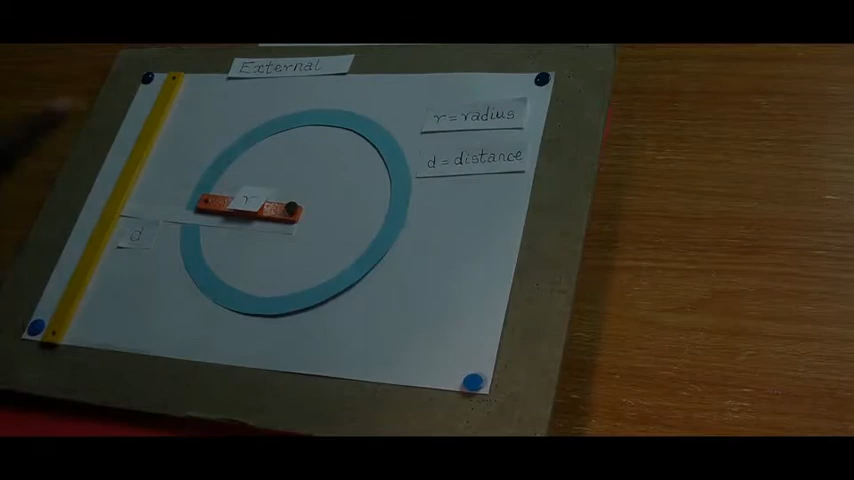 External
r = radius
d = distance
r
d